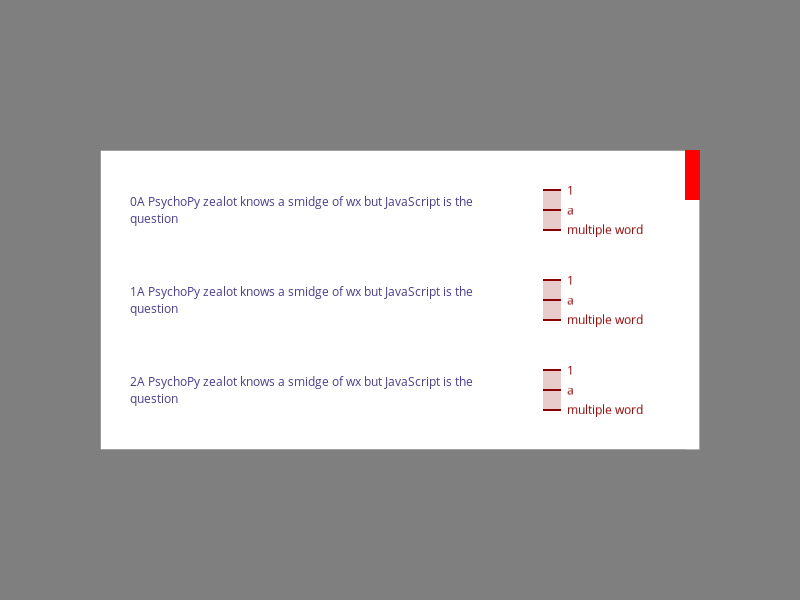 0A PsychoPy zealot knows a smidge of wx but JavaScript is the
question
1
a
multiple word
1A PsychoPy zealot knows a smidge of wx but JavaScript is the
question
1
a
multiple word
2A PsychoPy zealot knows a smidge of wx but JavaScript is the
question
1
a
multiple word